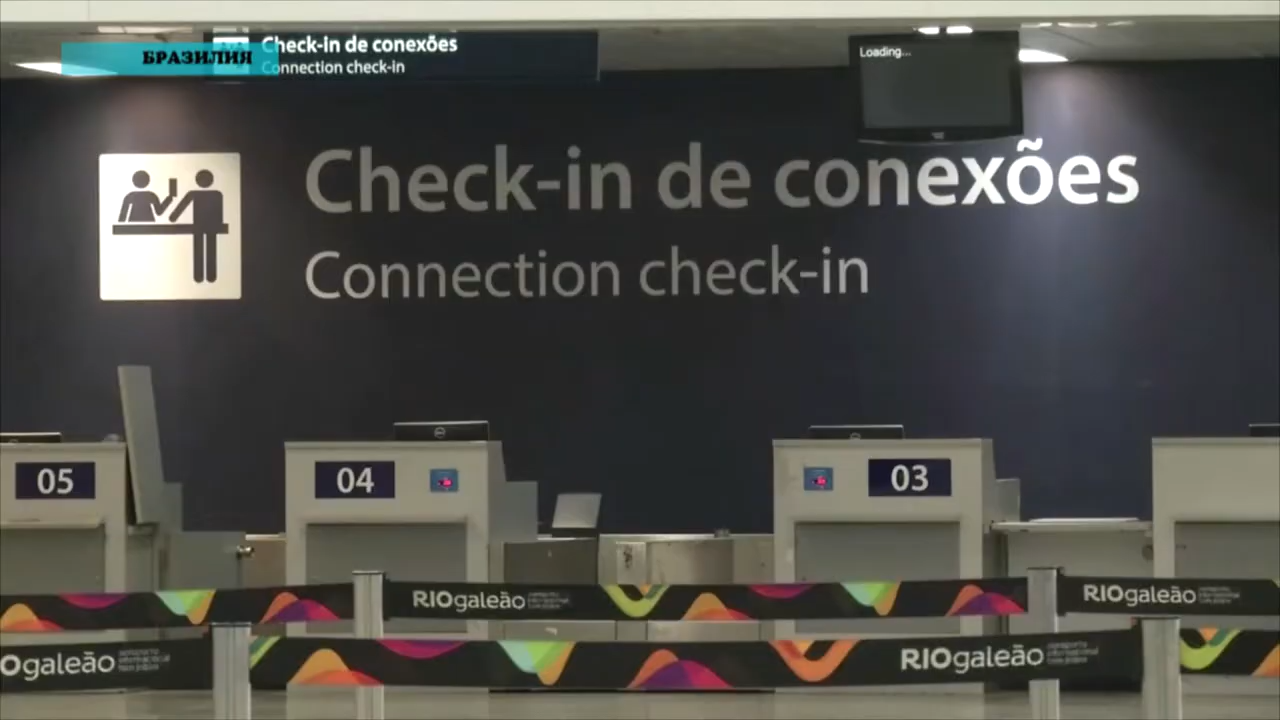 БРАЗИЛИЯ
Check-in de conexões
Connection check-in
Loading...
Check-in de conexões
Connection check-in
05
04
03
RIOgaleão
RIOgaleão
Ogaleão
RIOgaleão